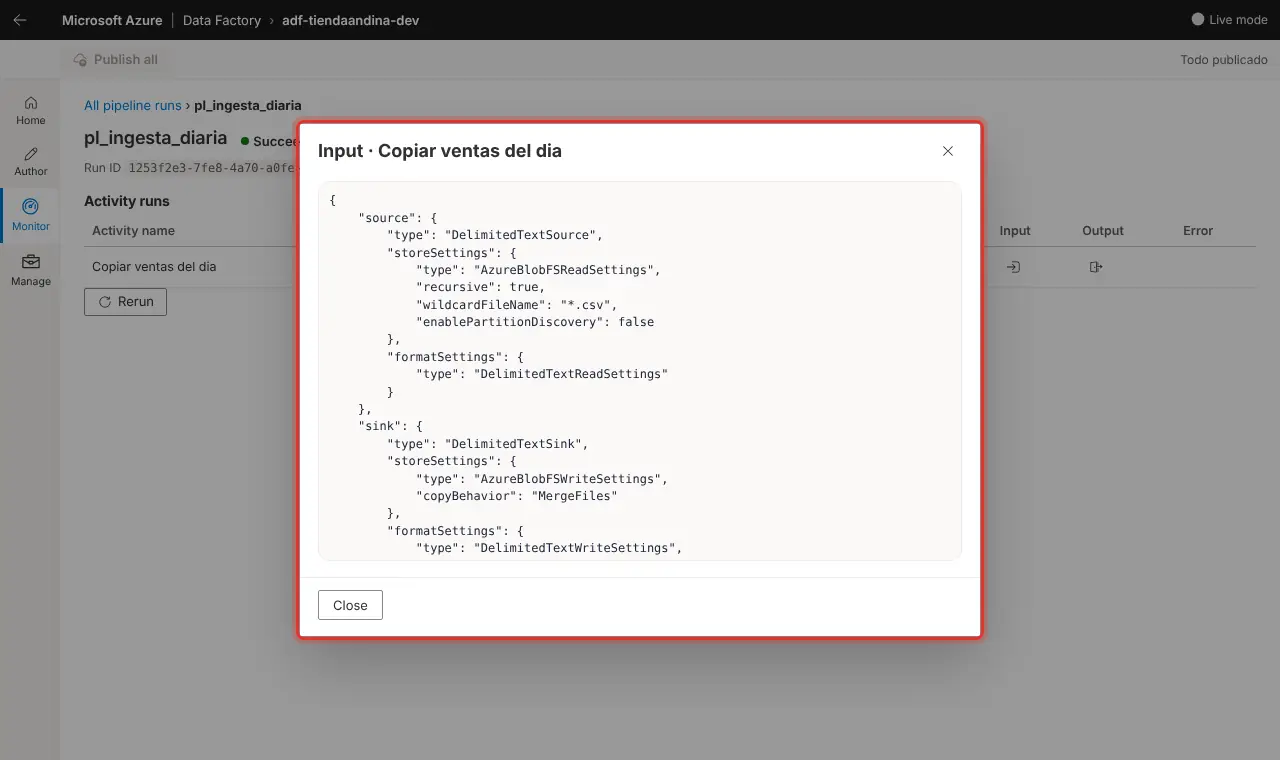 Microsoft Azure | Data Factory › adf-tiendaandina-dev
Live mode
Publish all
Todo publicado
Home
Author
Monitor
Manage
All pipeline runs › pl_ingesta_diaria
pl_ingesta_diaria
Run ID 1253f2e3-7fe8-4a70-a0fe-
Activity runs
Activity name
Input
Output
Error
Copiar ventas del dia
Rerun
Input · Copiar ventas del dia
{
    "source": {
        "type": "DelimitedTextSource",
        "storeSettings": {
            "type": "AzureBlobFSReadSettings",
            "recursive": true,
            "wildcardFileName": "*.csv",
            "enablePartitionDiscovery": false
        },
        "formatSettings": {
            "type": "DelimitedTextReadSettings"
        }
    },
    "sink": {
        "type": "DelimitedTextSink",
        "storeSettings": {
            "type": "AzureBlobFSWriteSettings",
            "copyBehavior": "MergeFiles"
        },
        "formatSettings": {
            "type": "DelimitedTextWriteSettings",
Close